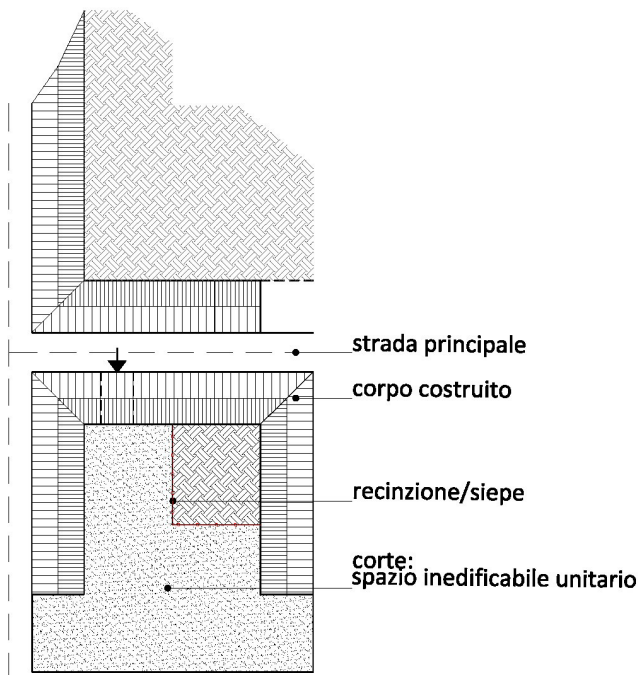 strada principale
corpo costruito
recinzione/siepe
corte:
spazio inedificabile unitario